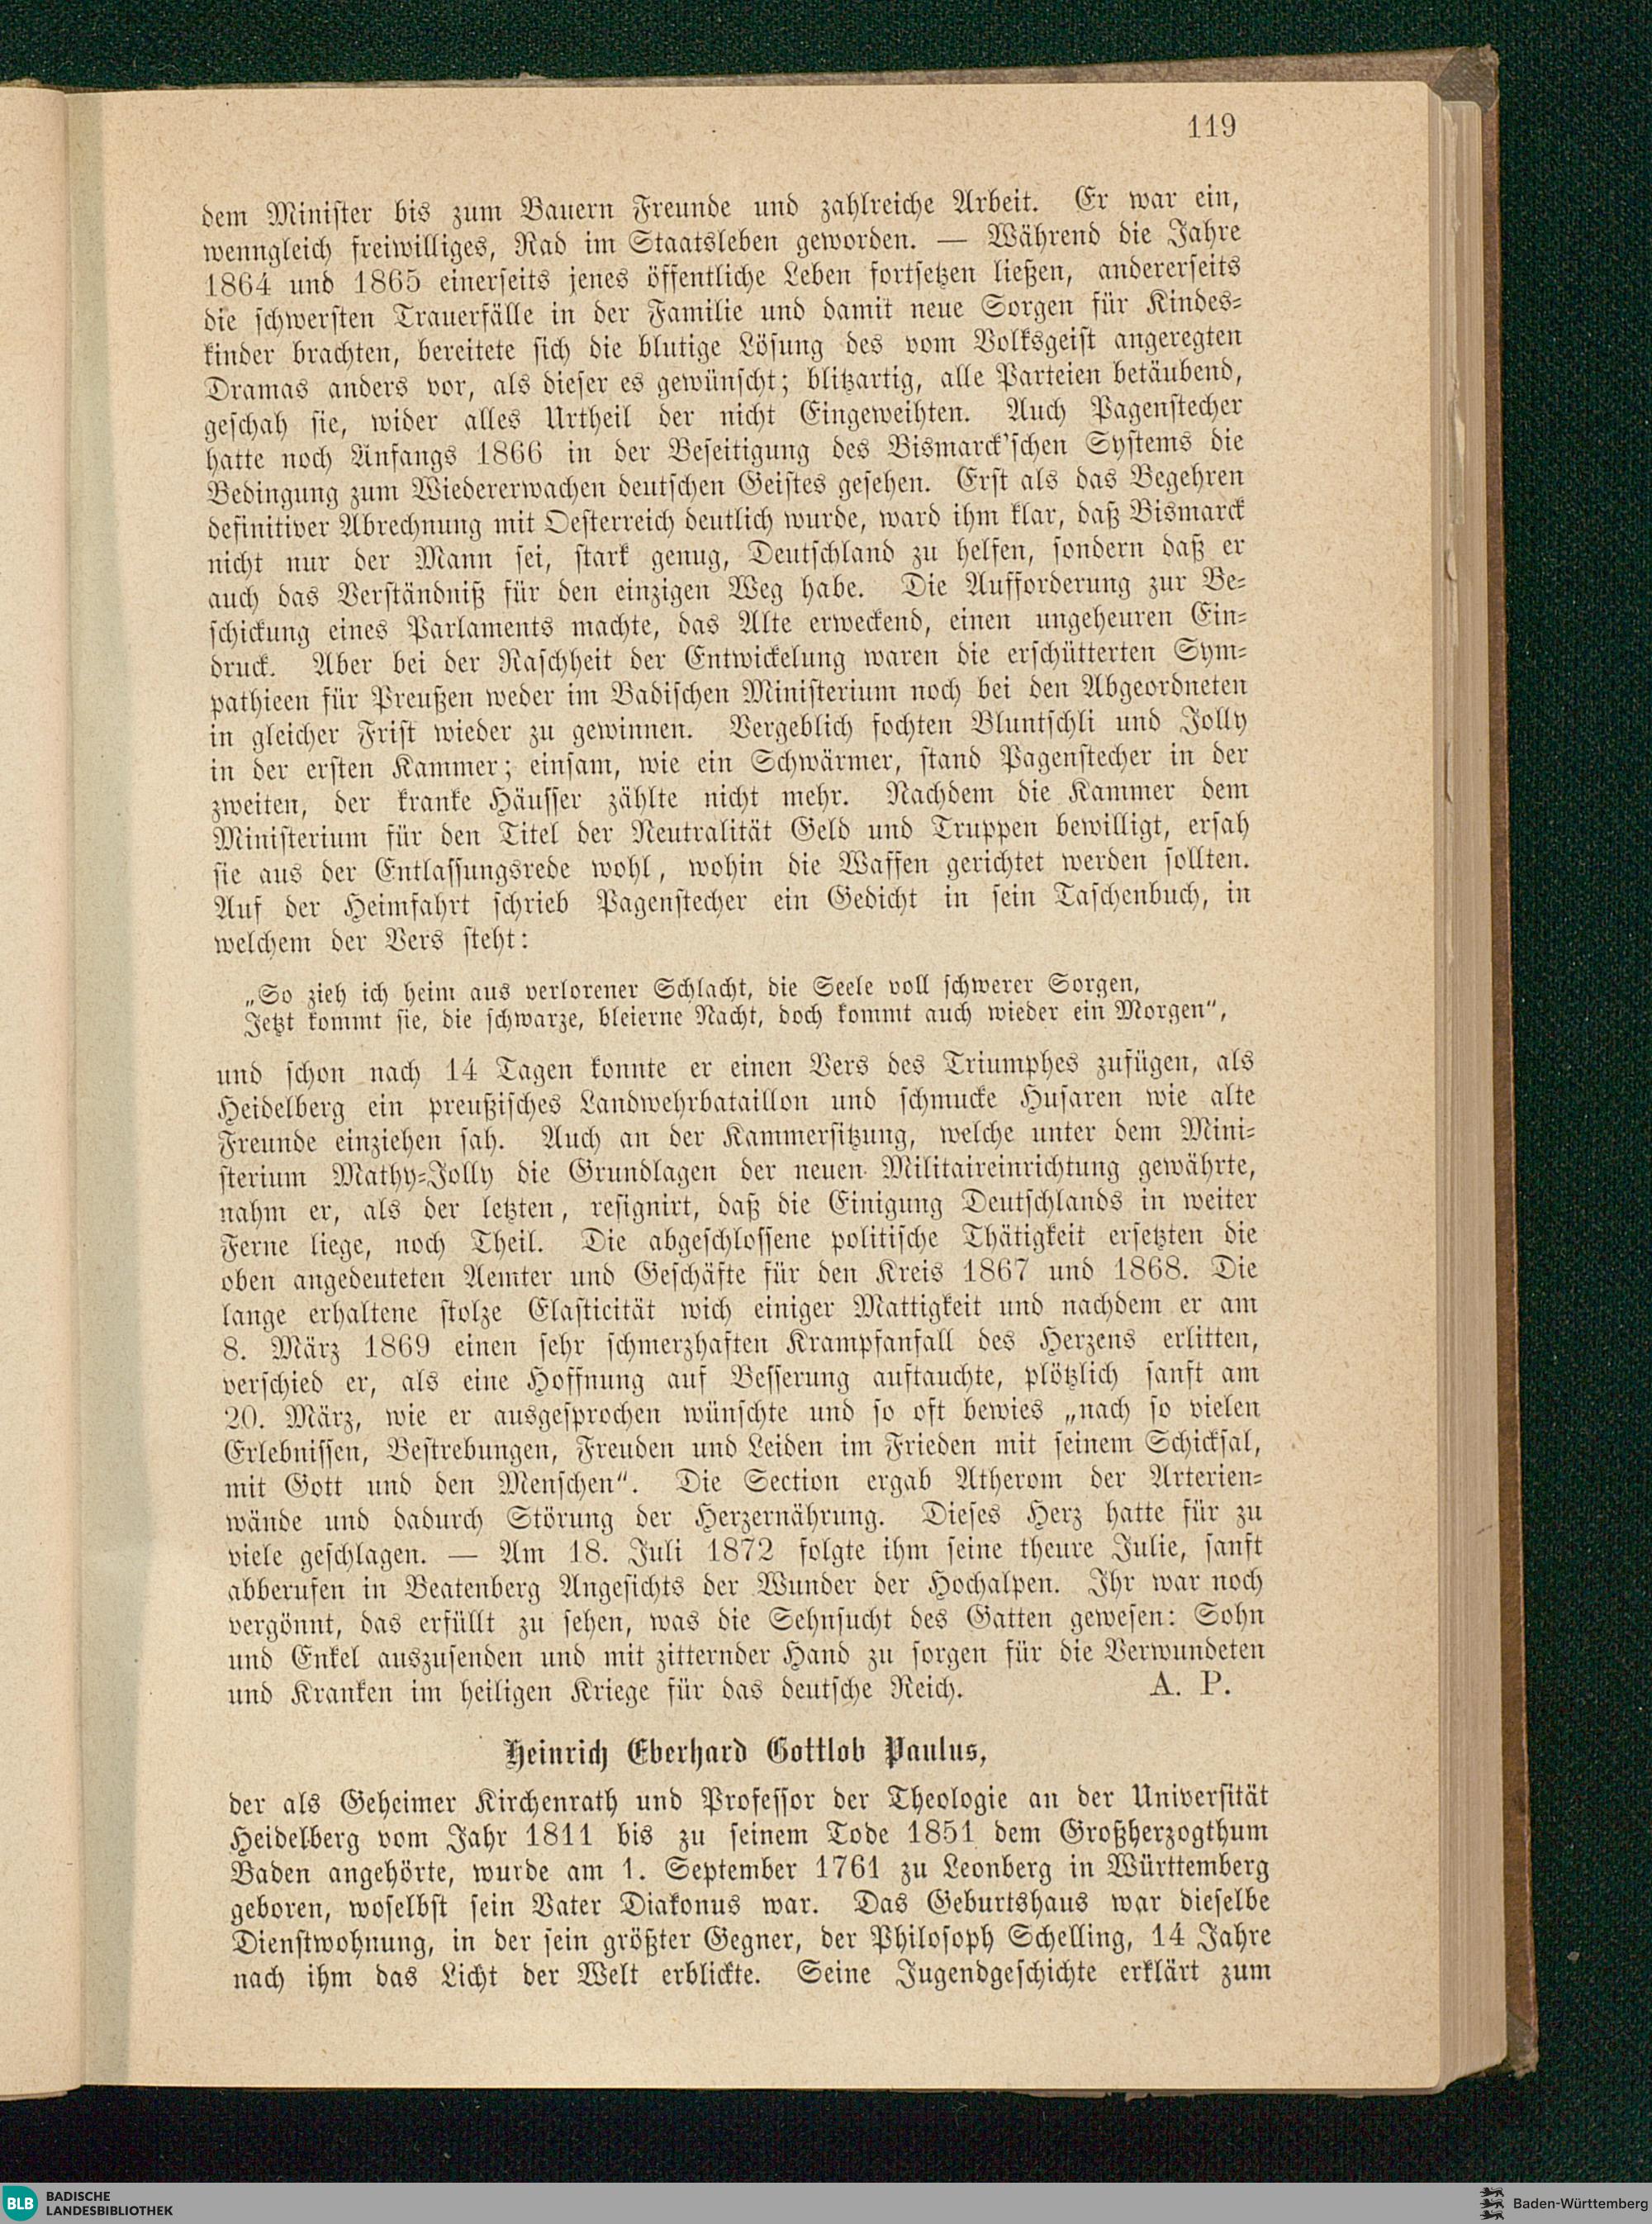 119
dem Minister bis zum Bauern Freunde und zahlreiche Arbeit. Er war ein,
wenngleich freiwilliges, Rad im Staatsleben geworden. — Während die Jahre
1864 und 1865 einerseits jenes öffentliche Leben fortsetzen ließen, andererseits
die schwersten Trauerfälle in der Familie und damit neue Sorgen für Kindes-
kinder brachten, bereitete sich die blutige Lösung des vom Volksgeist angeregten
Dramas anders vor, als dieser es gewünscht; blitzartig, alle Parteien betäubend,
geschah sie, wider alles Urtheil der nicht Eingeweihten. Auch Pagenstecher
hatte noch Anfangs 1866 in der Beseitigung des Bismarck'schen Systems die
Bedingung zum Wiedererwachen deutschen Geistes gesehen. Erst als das Begehren
definitiver Abrechnung mit Oesterreich deutlich wurde, ward ihm klar, daß Bismarck
nicht nur der Mann sei, stark genug, Deutschland zu helfen, sondern daß er
auch das Verständniß für den einzigen Weg habe. Die Aufforderung zur Be-
schickung eines Parlaments machte, das Alte erweckend, einen ungeheuren Ein-
druck. Aber bei der Raschheit der Entwickelung waren die erschütterten Sym-
pathieen für Preußen weder im Badischen Ministerium noch bei den Abgeordneten
in gleicher Frist wieder zu gewinnen. Vergeblich fochten Bluntschli und Jolly
in der ersten Kammer; einsam, wie ein Schwärmer, stand Pagenstecher in der
zweiten, der kranke Häusser zählte nicht mehr. Nachdem die Kammer dem
Ministerium für den Titel der Neutralität Geld und Truppen bewilligt, ersah
sie aus der Entlassungsrede wohl, wohin die Waffen gerichtet werden sollten.
Auf der Heimfahrt schrieb Pagenstecher ein Gedicht in sein Taschenbuch, in
welchem der Vers steht:
„So zieh ich heim aus verlorener Schlacht, die Seele voll schwerer Sorgen,
Jetzt kommt sie, die schwarze, bleierne Nacht, doch kommt auch wieder ein Morgen“,
und schon nach 14 Tagen konnte er einen Vers des Triumphes zufügen, als
Heidelberg ein preußisches Landwehrbataillon und schmucke Husaren wie alte
Freunde einziehen sah. Auch an der Kammersitzung, welche unter dem Mini-
sterium Mathy-Jolly die Grundlagen der neuen Militaireinrichtung gewährte,
nahm er, als der letzten, resignirt, daß die Einigung Deutschlands in weiter
Ferne liege, noch Theil. Die abgeschlossene politische Thätigkeit ersetzten die
oben angedeuteten Aemter und Geschäfte für den Kreis 1867 und 1868. Die
lange erhaltene stolze Elasticität wich einiger Mattigkeit und nachdem er am
8. März 1869 einen sehr schmerzhaften Krampfanfall des Herzens erlitten,
verschied er, als eine Hoffnung auf Besserung auftauchte, plötzlich sanft am
20. März, wie er ausgesprochen wünschte und so oft bewies „nach so vielen
Erlebnissen, Bestrebungen, Freuden und Leiden im Frieden mit seinem Schicksal,
mit Gott und den Menschen“. Die Section ergab Atherom der Arterien-
wände und dadurch Störung der Herzernährung. Dieses Herz hatte für zu
viele geschlagen. — Am 18. Juli 1872 folgte ihm seine theure Julie, sanft
abberufen in Beatenberg Angesichts der Wunder der Hochalpen. Ihr war noch
vergönnt, das erfüllt zu sehen, was die Sehnsucht des Gatten gewesen: Sohn
und Enkel auszusenden und mit zitternder Hand zu sorgen für die Verwundeten
und Kranken im heiligen Kriege für das deutsche Reich. A. P.
Heinrich Eberhard Gottlob Paulus,
der als Geheimer Kirchenrath und Professor der Theologie an der Universität
Heidelberg vom Jahr 1811 bis zu seinem Tode 1851 dem Großherzogthum
Baden angehörte, wurde am 1. September 1761 zu Leonberg in Württemberg
geboren, woselbst sein Vater Diakonus war. Das Geburtshaus war dieselbe
Dienstwohnung, in der sein größter Gegner, der Philosoph Schelling, 14 Jahre
nach ihm das Licht der Welt erblickte. Seine Jugendgeschichte erklärt zum
BLB BADISCHE
LANDESBIBLIOTHEK
Baden-Württemberg